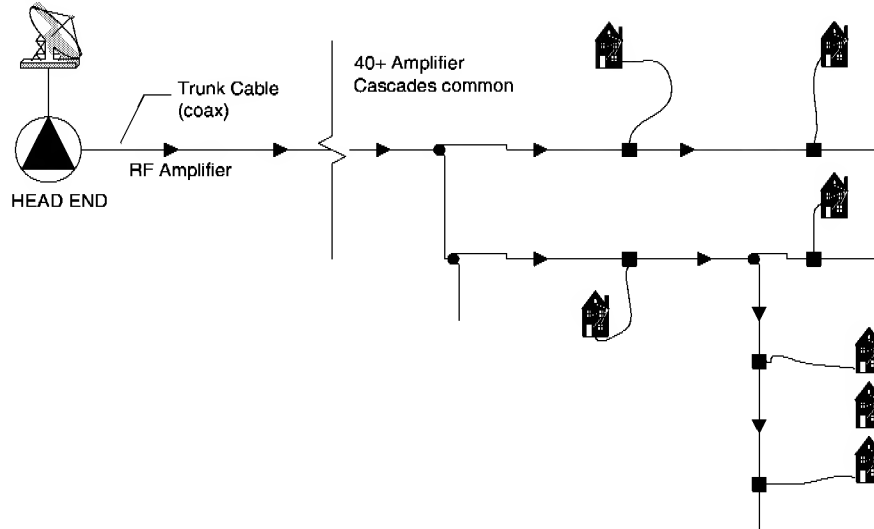 40+ Amplifier
Cascades common
Trunk Cable
(coax)
RF Amplifier
HEAD END